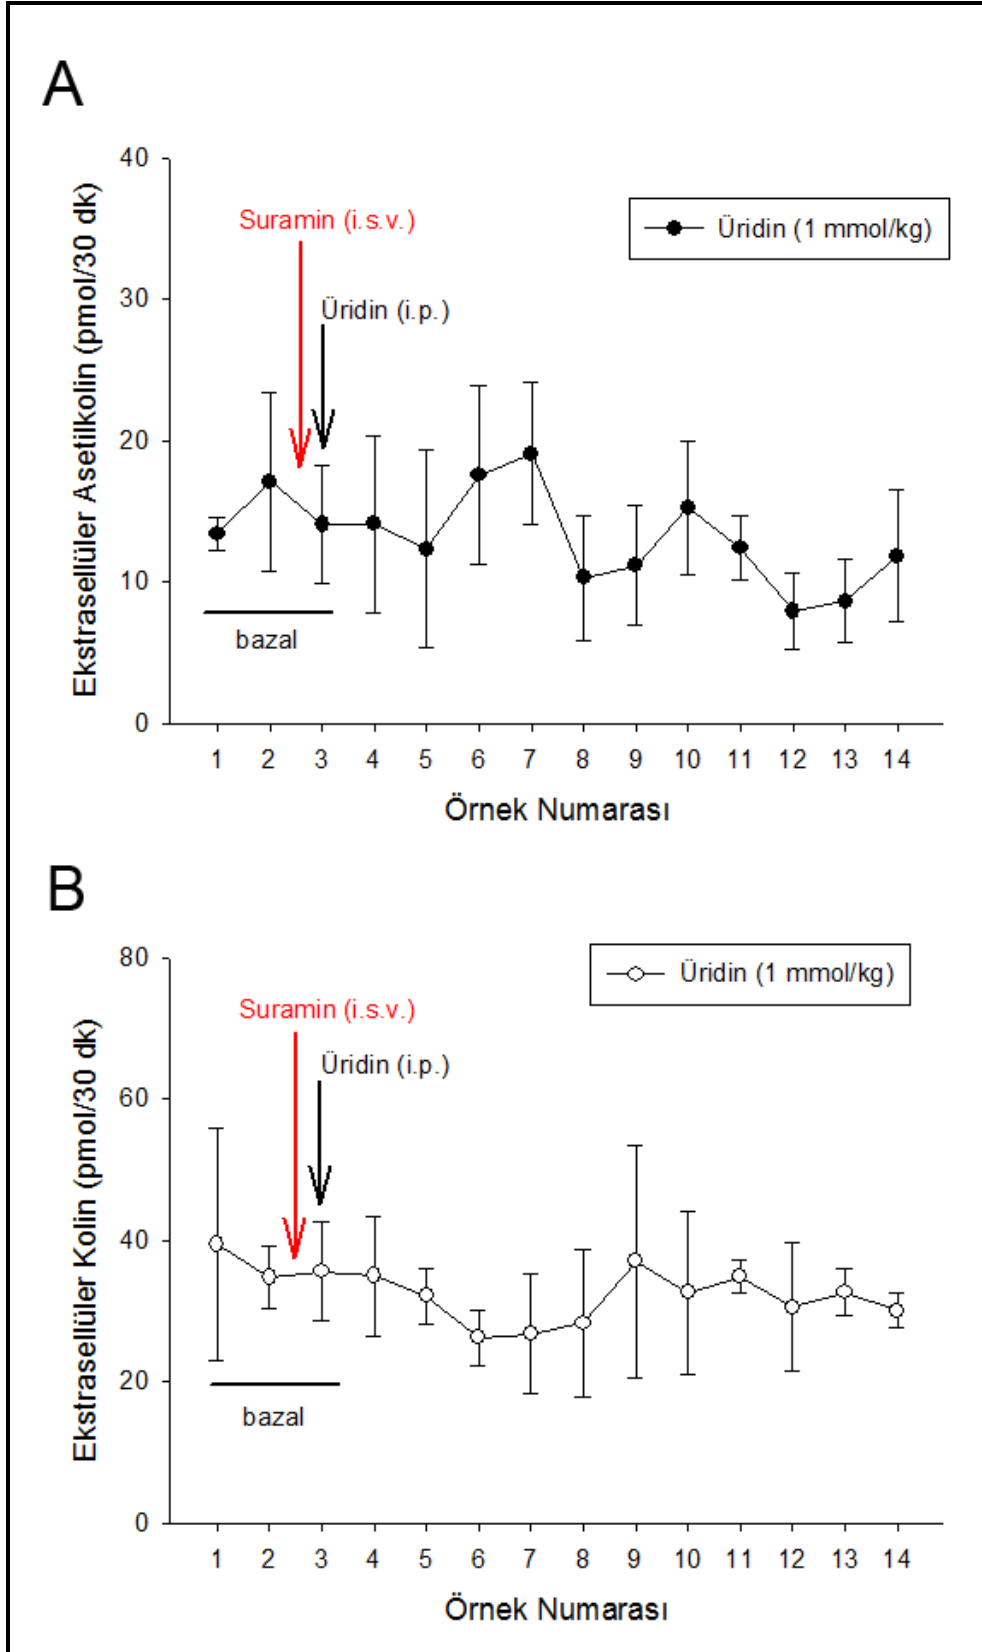 A
40
30
20
10
0
Ekstrasellüler Asetilkolin (pmol/30 dk)
Suramin (i.s.v.)
Üridin (i.p.)
Üridin (1 mmol/kg)
bazal
1 2 3 4 5 6 7 8 9 10 11 12 13 14
Örnek Numarası
B
80
60
40
20
0
Ekstrasellüler Kolin (pmol/30 dk)
Suramin (i.s.v.)
Üridin (i.p.)
Üridin (1 mmol/kg)
bazal
1 2 3 4 5 6 7 8 9 10 11 12 13 14
Örnek Numarası